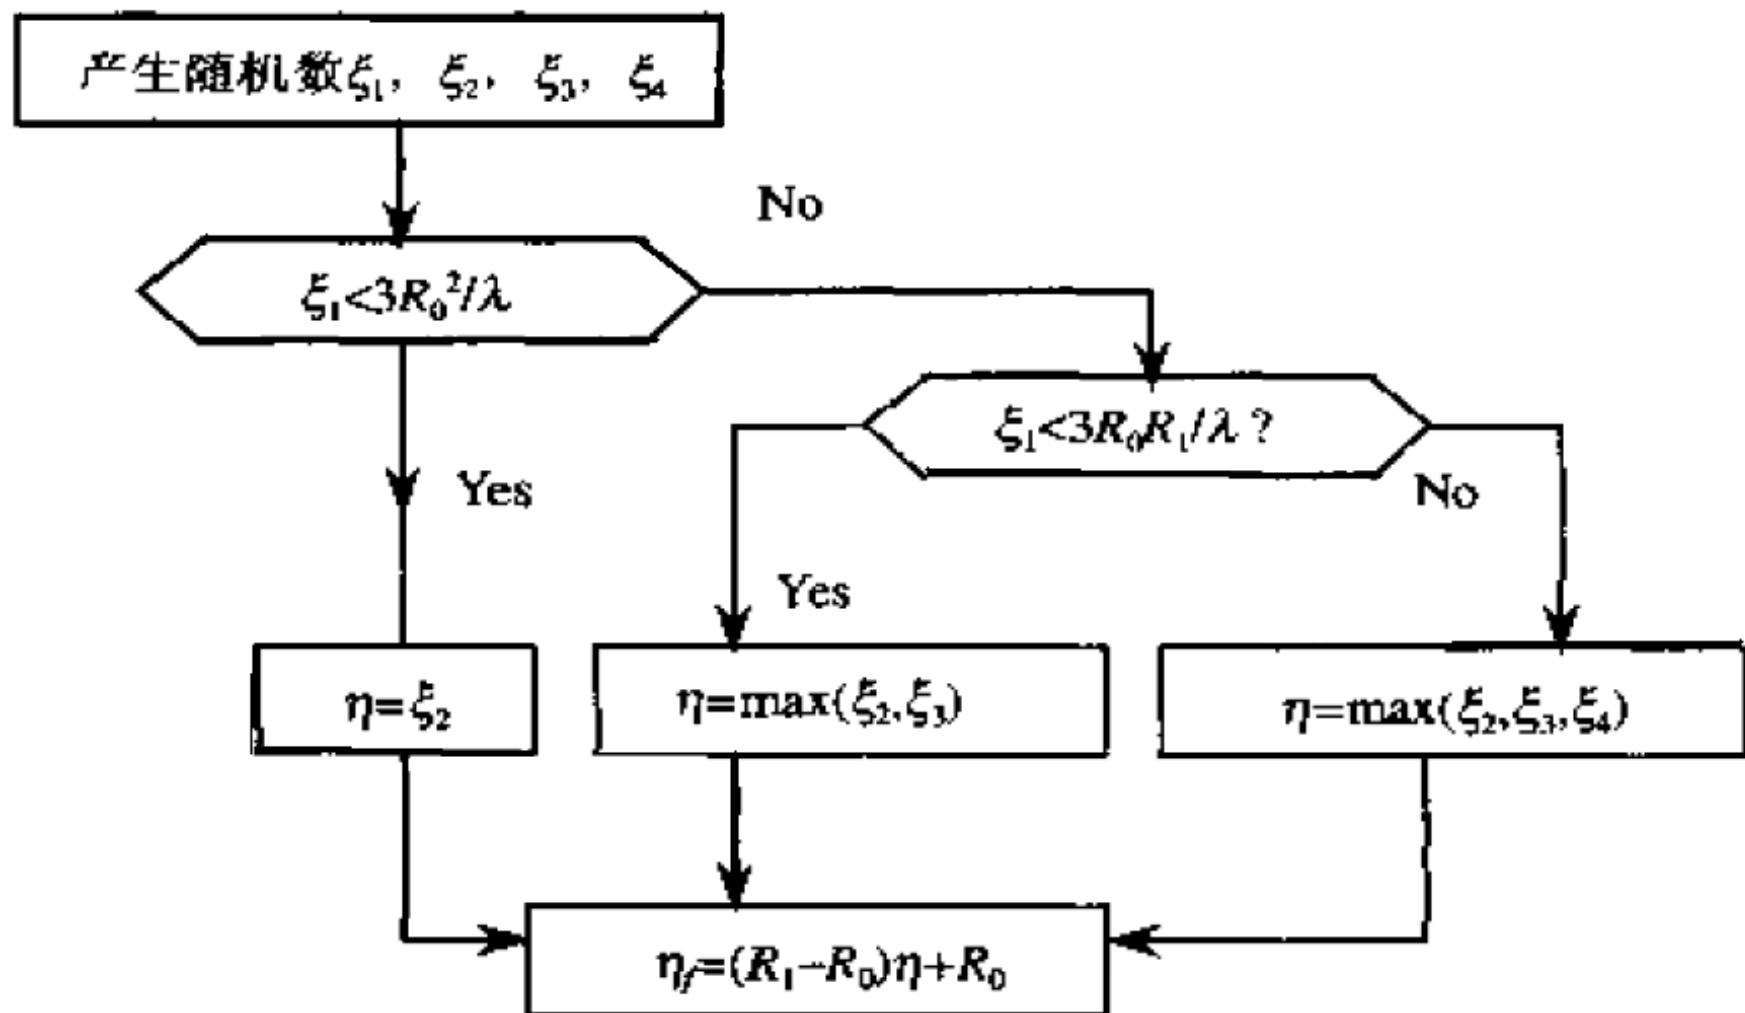 产生随机数ξ₁, ξ₂, ξ₃, ξ₄
No
ξ₁<3R₀²/λ
ξ₁<3R₀R₁/λ?
Yes
No
Yes
η=ξ₂
η=max(ξ₂,ξ₃)
η=max(ξ₂,ξ₃,ξ₄)
η_f=(R₁-R₀)η+R₀